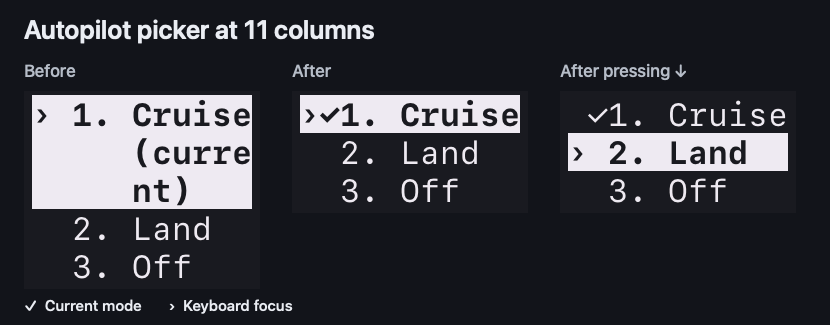 Autopilot picker at 11 columns
Before
› 1. Cruise
(curre
nt)
2. Land
3. Off
After
›✓1. Cruise
2. Land
3. Off
After pressing ↓
✓1. Cruise
› 2. Land
3. Off
✓ Current mode › Keyboard focus